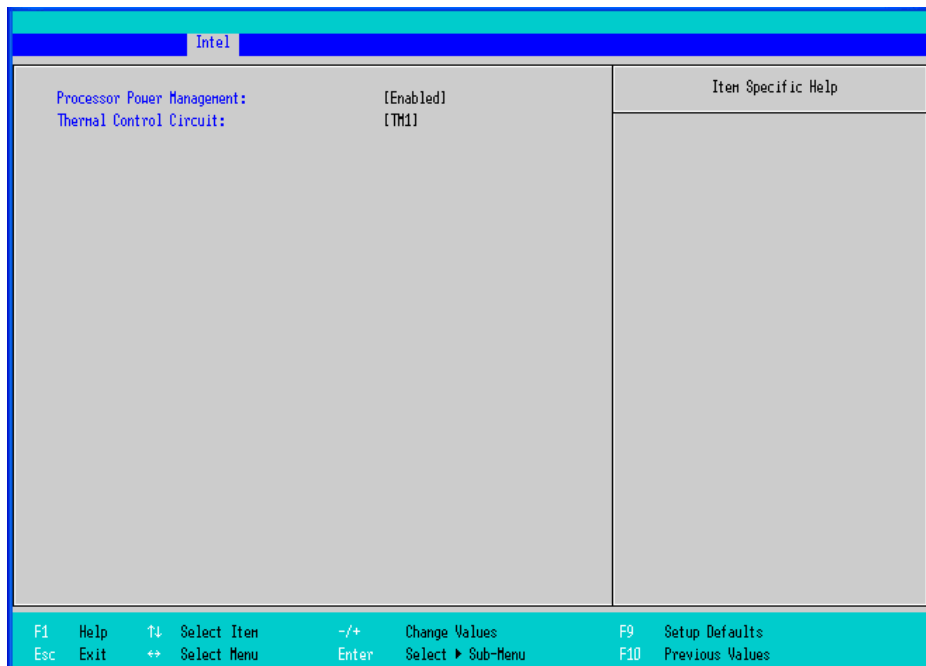 Intel
Processor Power Management: [Enabled]
Thermal Control Circuit: [TM1]
Item Specific Help
F1 Help ↑↓ Select Item -/+ Change Values F9 Setup Defaults
Esc Exit ↔ Select Menu Enter Select ▶ Sub-Menu F10 Previous Values